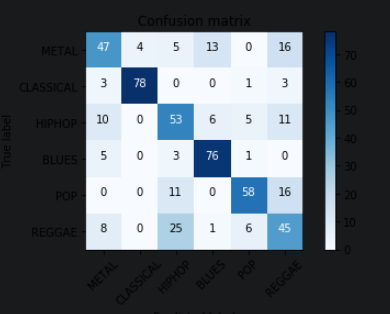 Confusion matrix
True label
METAL 47 4 5 13 0 16
CLASSICAL 3 78 0 0 1 3
HIPHOP 10 0 53 6 5 11
BLUES 5 0 3 76 1 0
POP 0 0 11 0 58 16
REGGAE 8 0 25 1 6 45
METAL CLASSICAL HIPHOP BLUES POP REGGAE
70
60
50
40
30
20
10
0